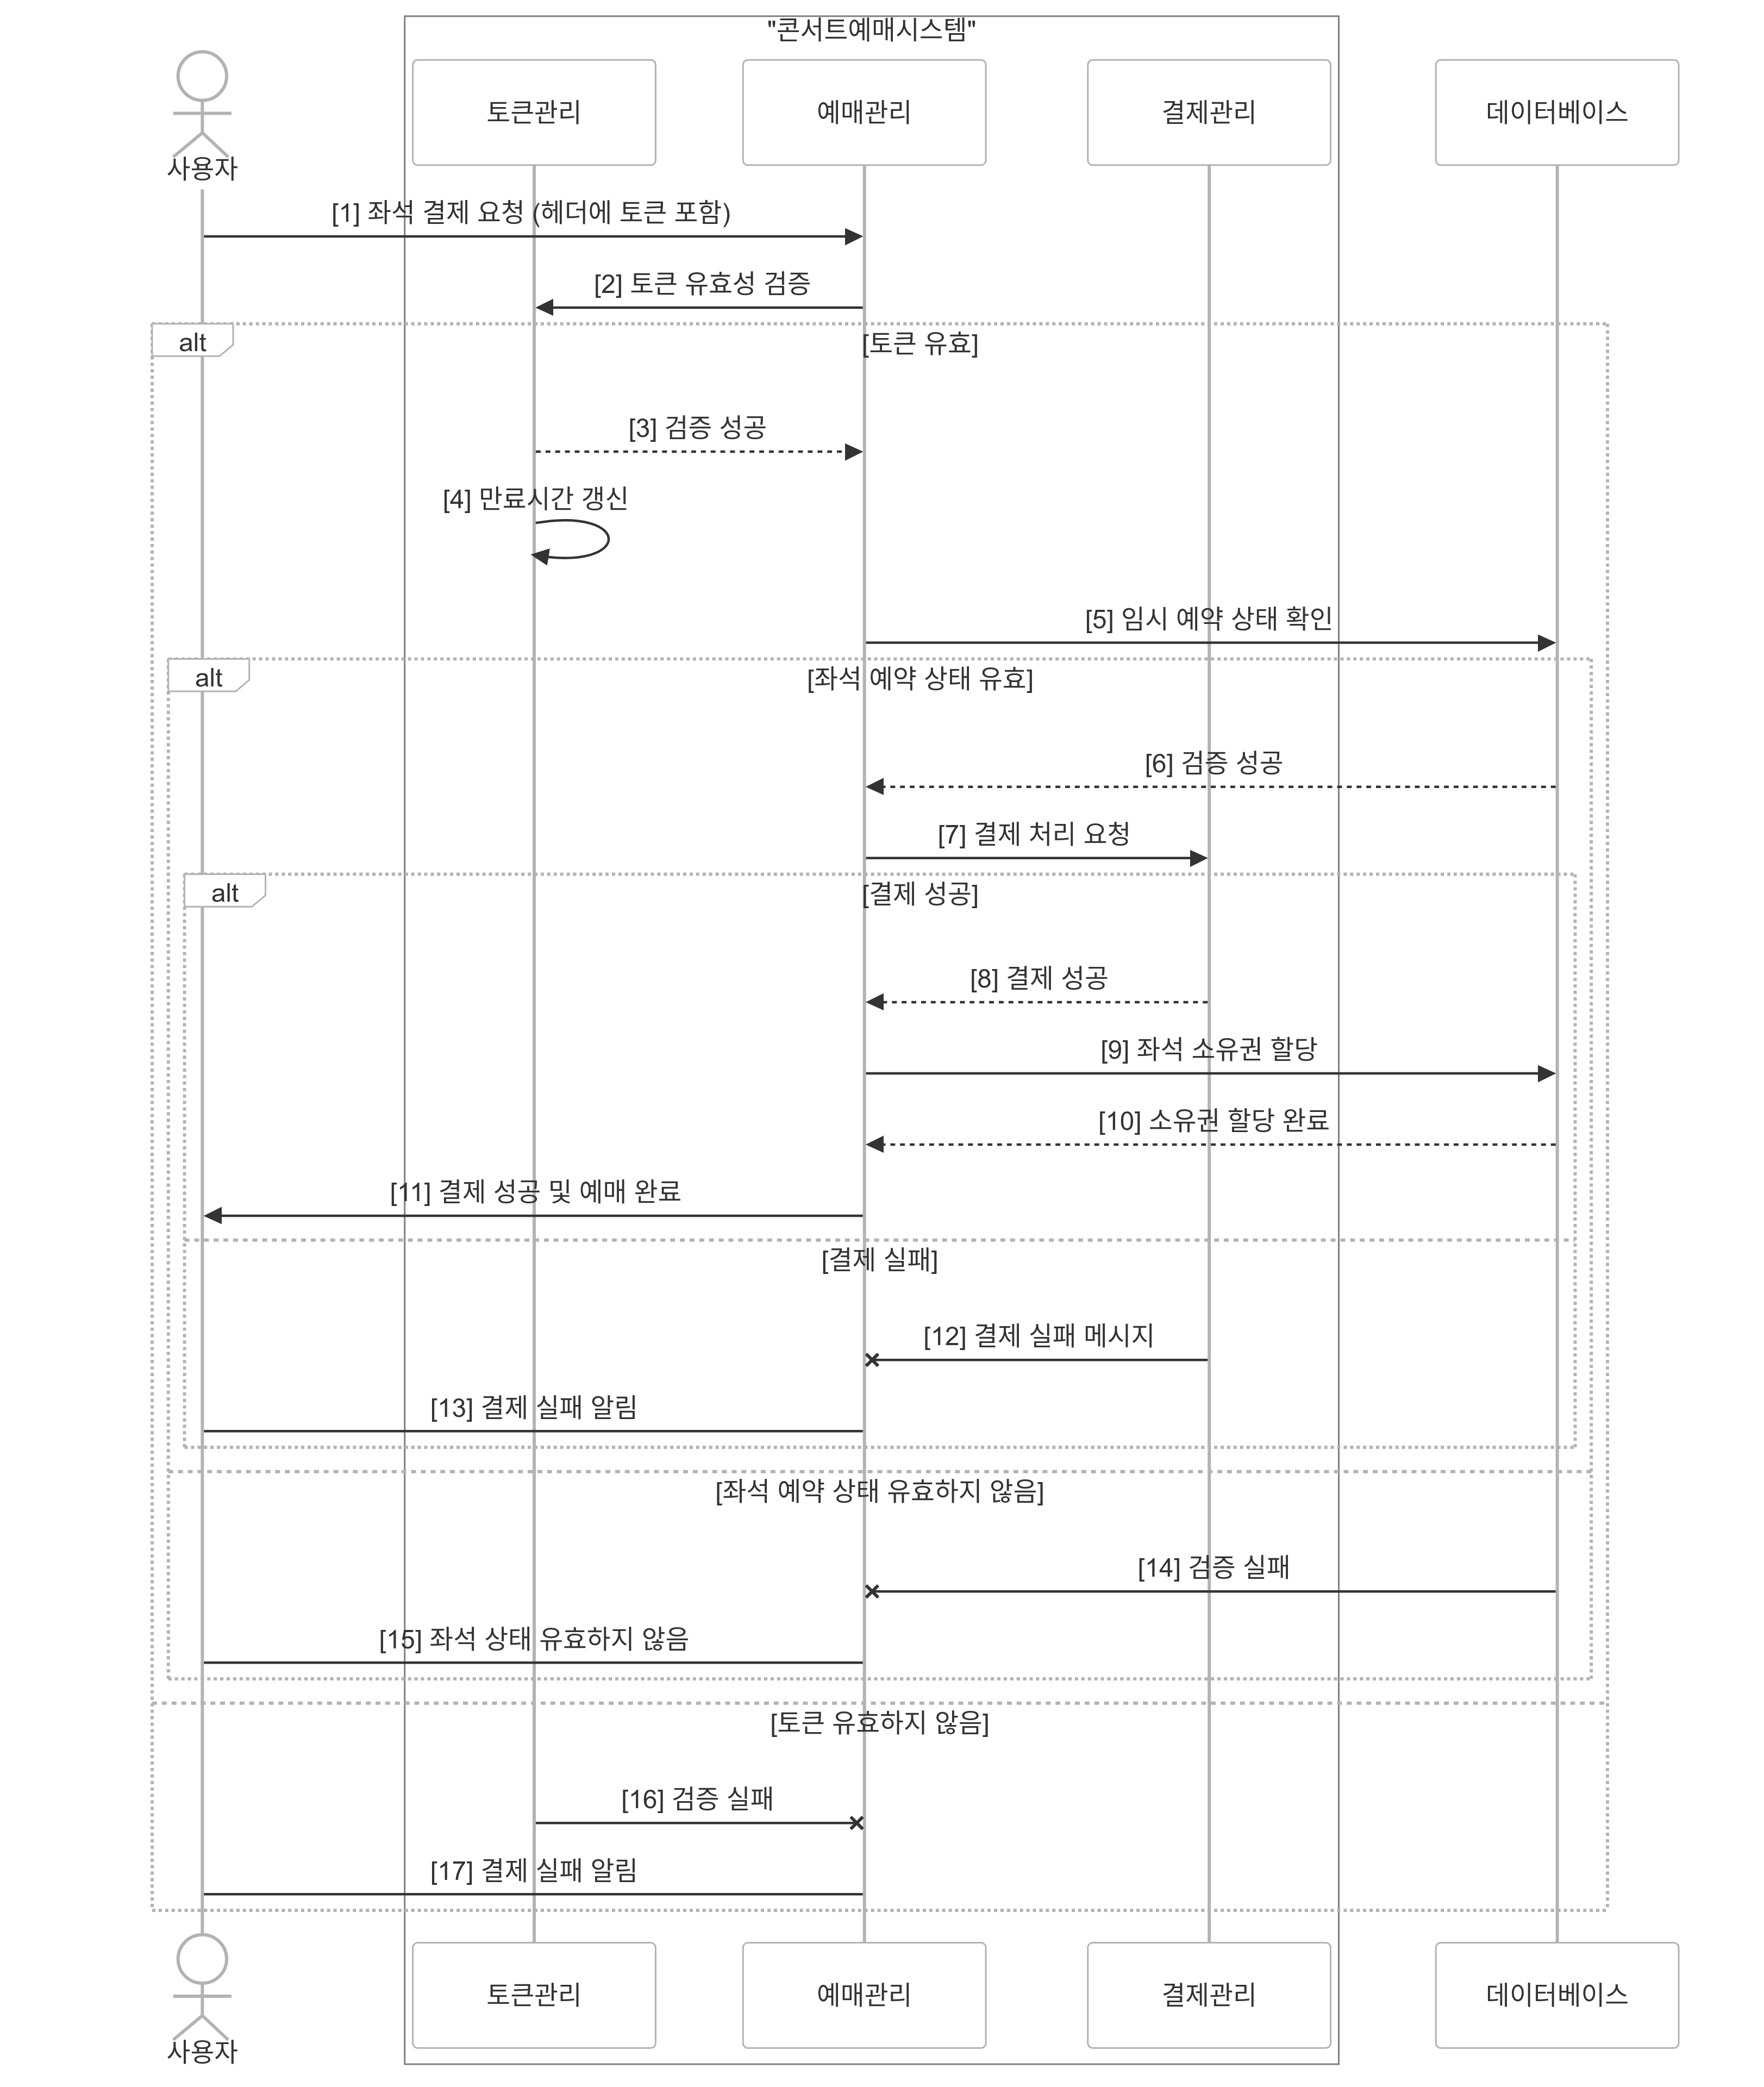 "콘서트예매시스템"
토큰관리
예매관리
결제관리
데이터베이스
사용자
[1] 좌석 결제 요청 (헤더에 토큰 포함)
[2] 토큰 유효성 검증
alt
[토큰 유효]
[3] 검증 성공
[4] 만료시간 갱신
[5] 임시 예약 상태 확인
alt
[좌석 예약 상태 유효]
[6] 검증 성공
[7] 결제 처리 요청
alt
[결제 성공]
[8] 결제 성공
[9] 좌석 소유권 할당
[10] 소유권 할당 완료
[11] 결제 성공 및 예매 완료
[결제 실패]
[12] 결제 실패 메시지
[13] 결제 실패 알림
[좌석 예약 상태 유효하지 않음]
[14] 검증 실패
[15] 좌석 상태 유효하지 않음
[토큰 유효하지 않음]
[16] 검증 실패
[17] 결제 실패 알림
토큰관리
예매관리
결제관리
데이터베이스
사용자